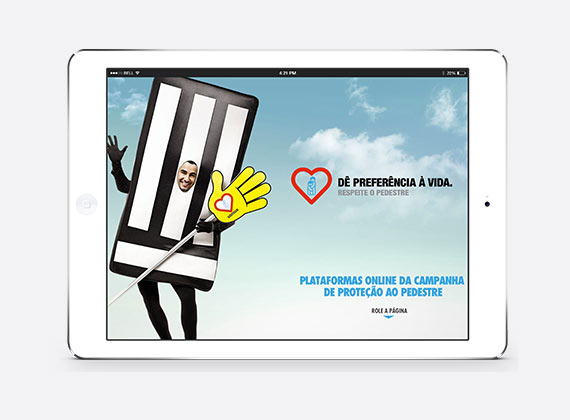 BELL
4:21 PM
20%
DÊ PREFERÊNCIA À VIDA.
RESPEITE O PEDESTRE
PLATAFORMAS ONLINE DA CAMPANHA
DE PROTEÇÃO AO PEDESTRE
ROLE A PÁGINA